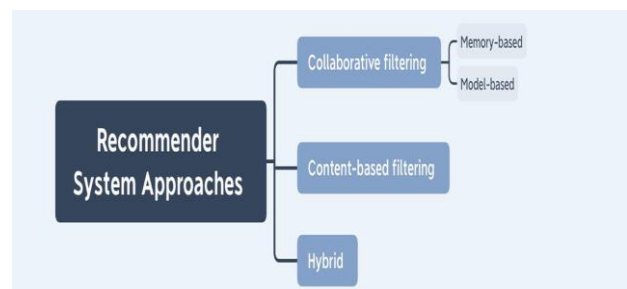 Recommender
System Approaches
Collaborative filtering
Memory-based
Model-based
Content-based filtering
Hybrid